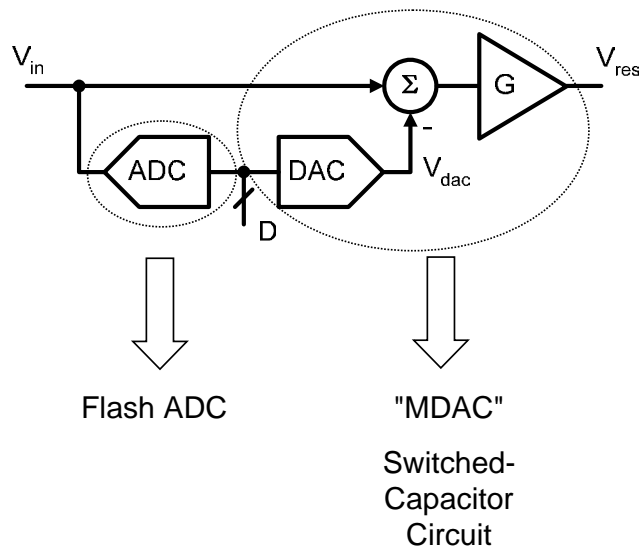 V_in
V_res
Σ
G
-
ADC
DAC
V_dac
D
Flash ADC
"MDAC"
Switched-
Capacitor
Circuit